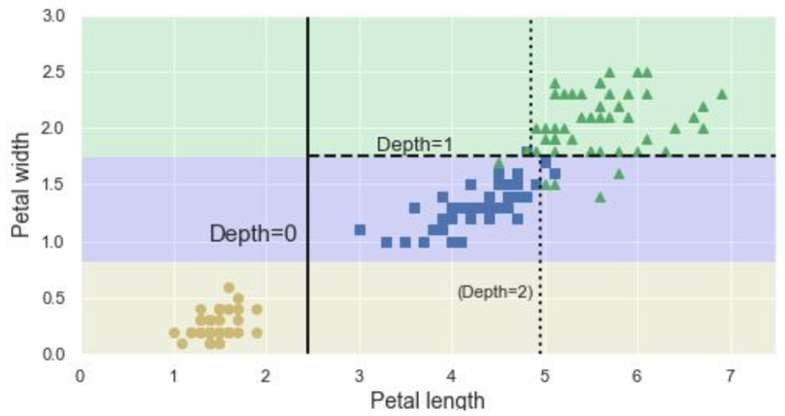 3.0
2.5
2.0
1.5
1.0
0.5
0.0
Petal width
Depth=1
Depth=0
(Depth=2)
0 1 2 3 4 5 6 7
Petal length